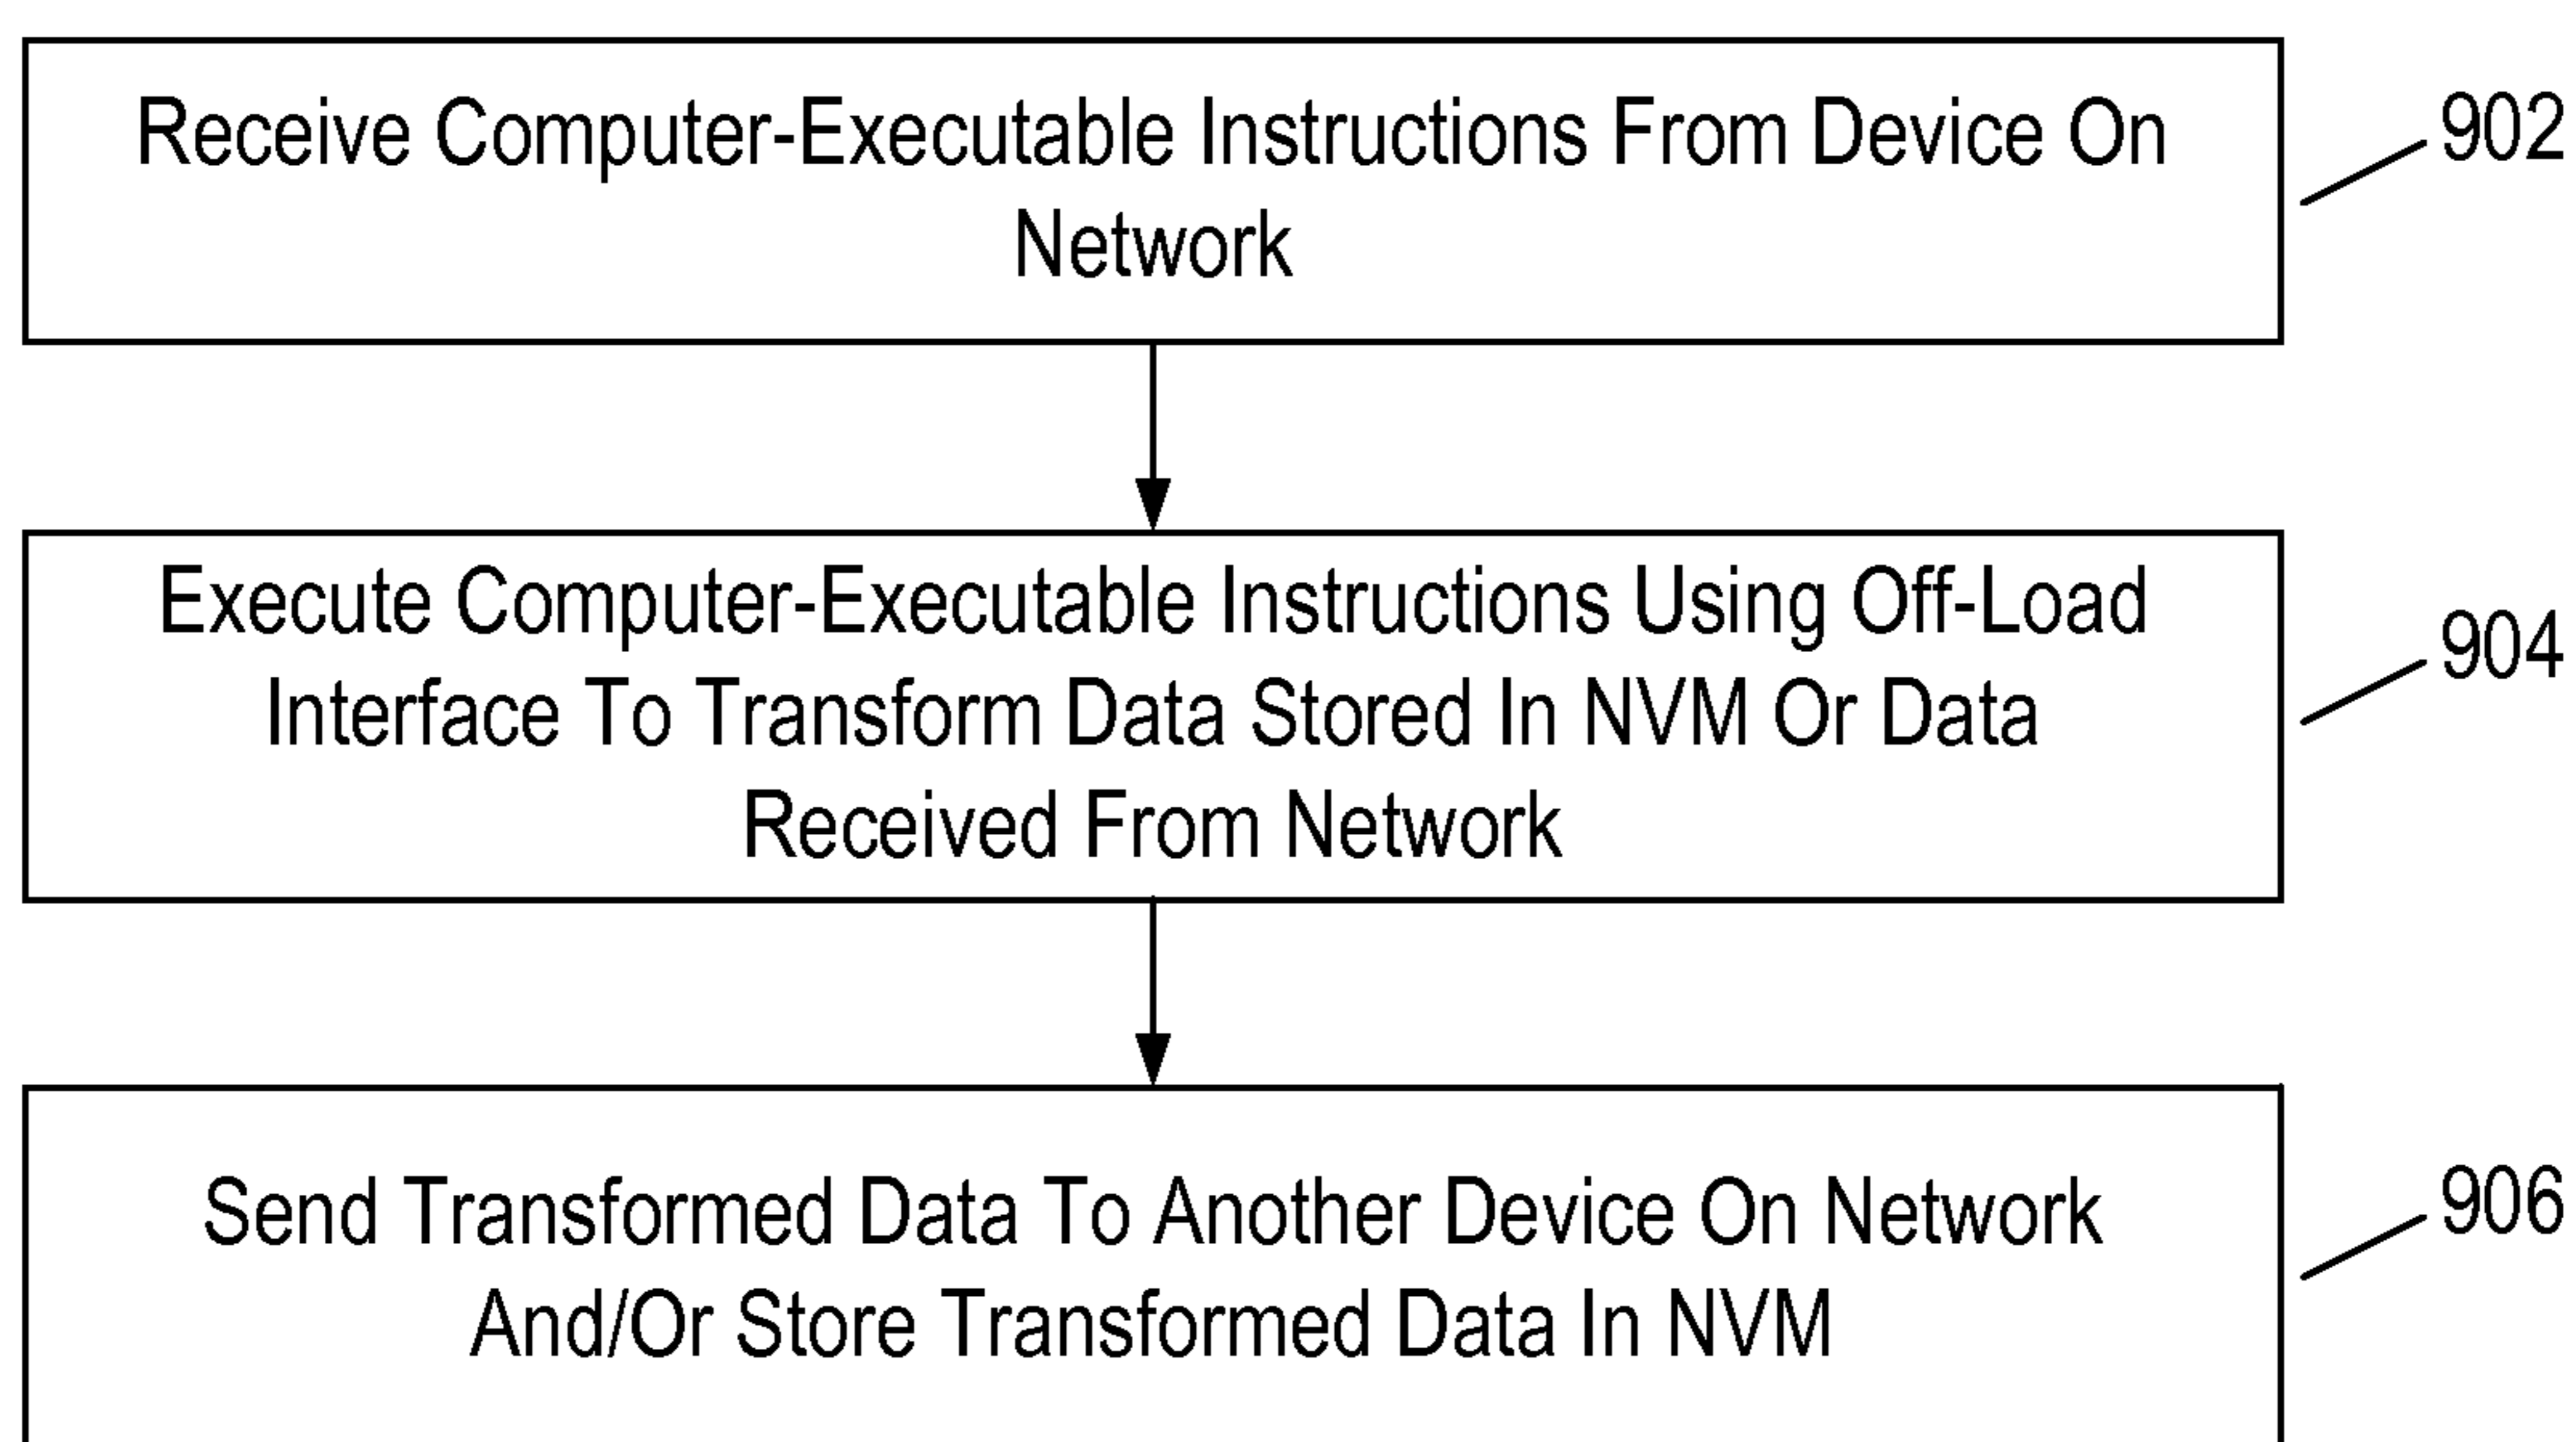 Receive Computer-Executable Instructions From Device On
Network
902
Execute Computer-Executable Instructions Using Off-Load
Interface To Transform Data Stored In NVM Or Data
Received From Network
904
Send Transformed Data To Another Device On Network
And/Or Store Transformed Data In NVM
906